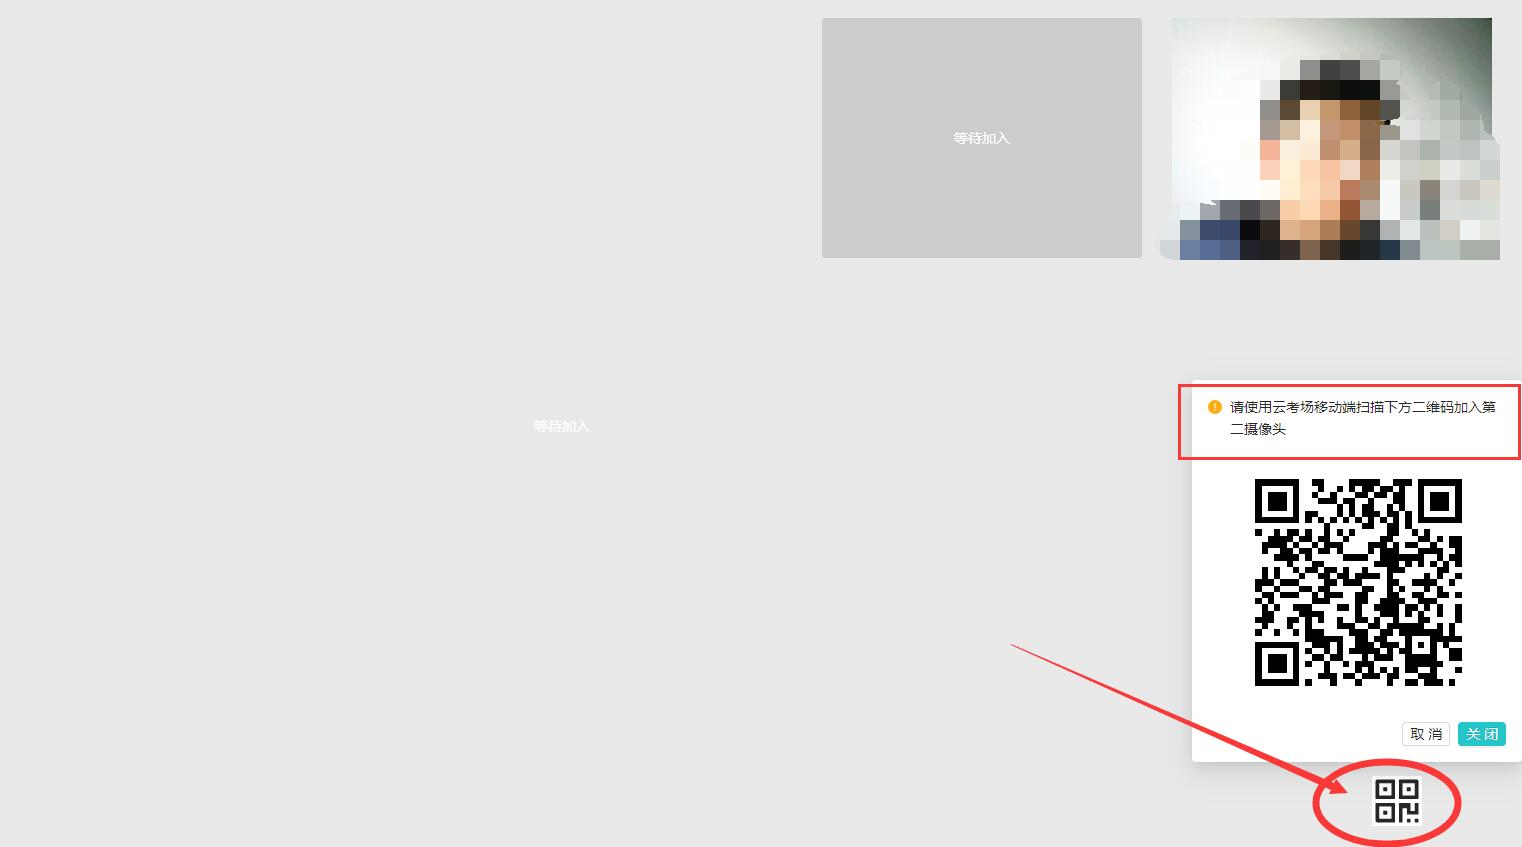 等待加入
等待加入
请使用云考场移动端扫描下方二维码加入第
二摄像头
取 消
关 闭